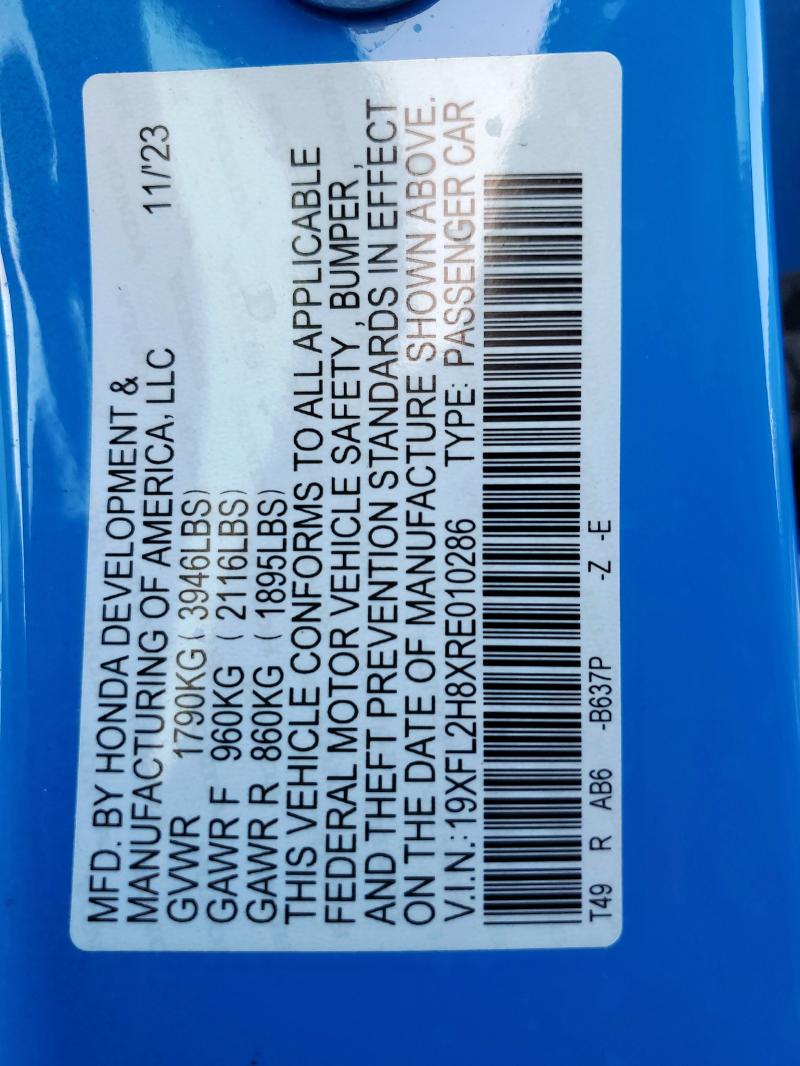 MFD. BY HONDA DEVELOPMENT &
MANUFACTURING OF AMERICA, LLC 11/'23
GVWR 1790KG ( 3946LBS)
GAWR F 960KG ( 2116LBS)
GAWR R 860KG ( 1895LBS)
THIS VEHICLE CONFORMS TO ALL APPLICABLE
FEDERAL MOTOR VEHICLE SAFETY , BUMPER ,
AND THEFT PREVENTION STANDARDS IN EFFECT
ON THE DATE OF MANUFACTURE SHOWN ABOVE.
V.I.N.:19XFL2H8XRE010286 TYPE: PASSENGER CAR
T49 R AB6 -B637P -Z -E